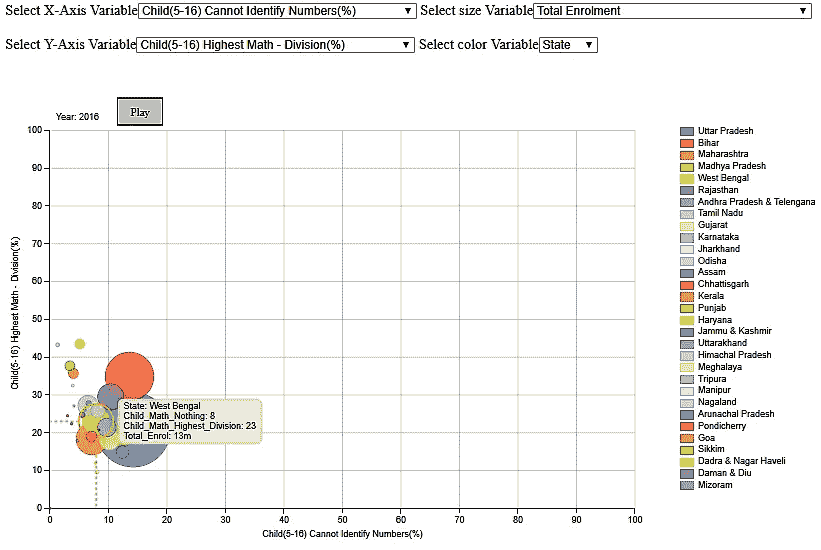 Select X-Axis Variable Child(5-16) Cannot Identify Numbers(%) Select size Variable Total Enrolment
Select Y-Axis Variable Child(5-16) Highest Math - Division(%) Select color Variable State
Year: 2016 Play
100
90
80
70
60
50
40
30
20
10
0
Child(5-16) Highest Math - Division(%)
State: West Bengal
Child_Math_Nothing: 8
Child_Math_Highest_Division: 23
Total_Enrol: 13m
0 10 20 30 40 50 60 70 80 90 100
Child(5-16) Cannot Identify Numbers(%)
Uttar Pradesh
Bihar
Maharashtra
Madhya Pradesh
West Bengal
Rajasthan
Andhra Pradesh & Telengana
Tamil Nadu
Gujarat
Karnataka
Jharkhand
Odisha
Assam
Chhattisgarh
Kerala
Punjab
Haryana
Jammu & Kashmir
Uttarakhand
Himachal Pradesh
Meghalaya
Tripura
Manipur
Nagaland
Arunachal Pradesh
Pondicherry
Goa
Sikkim
Dadra & Nagar Haveli
Daman & Diu
Mizoram